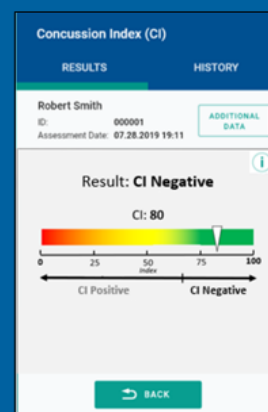 Concussion Index (CI)
RESULTS HISTORY
Robert Smith
ID: 000001
Assessment Date: 07.28.2019 19:11
ADDITIONAL
DATA
i
Result: CI Negative
CI: 80
0 25 50 75 100
Index
CI Positive CI Negative
BACK